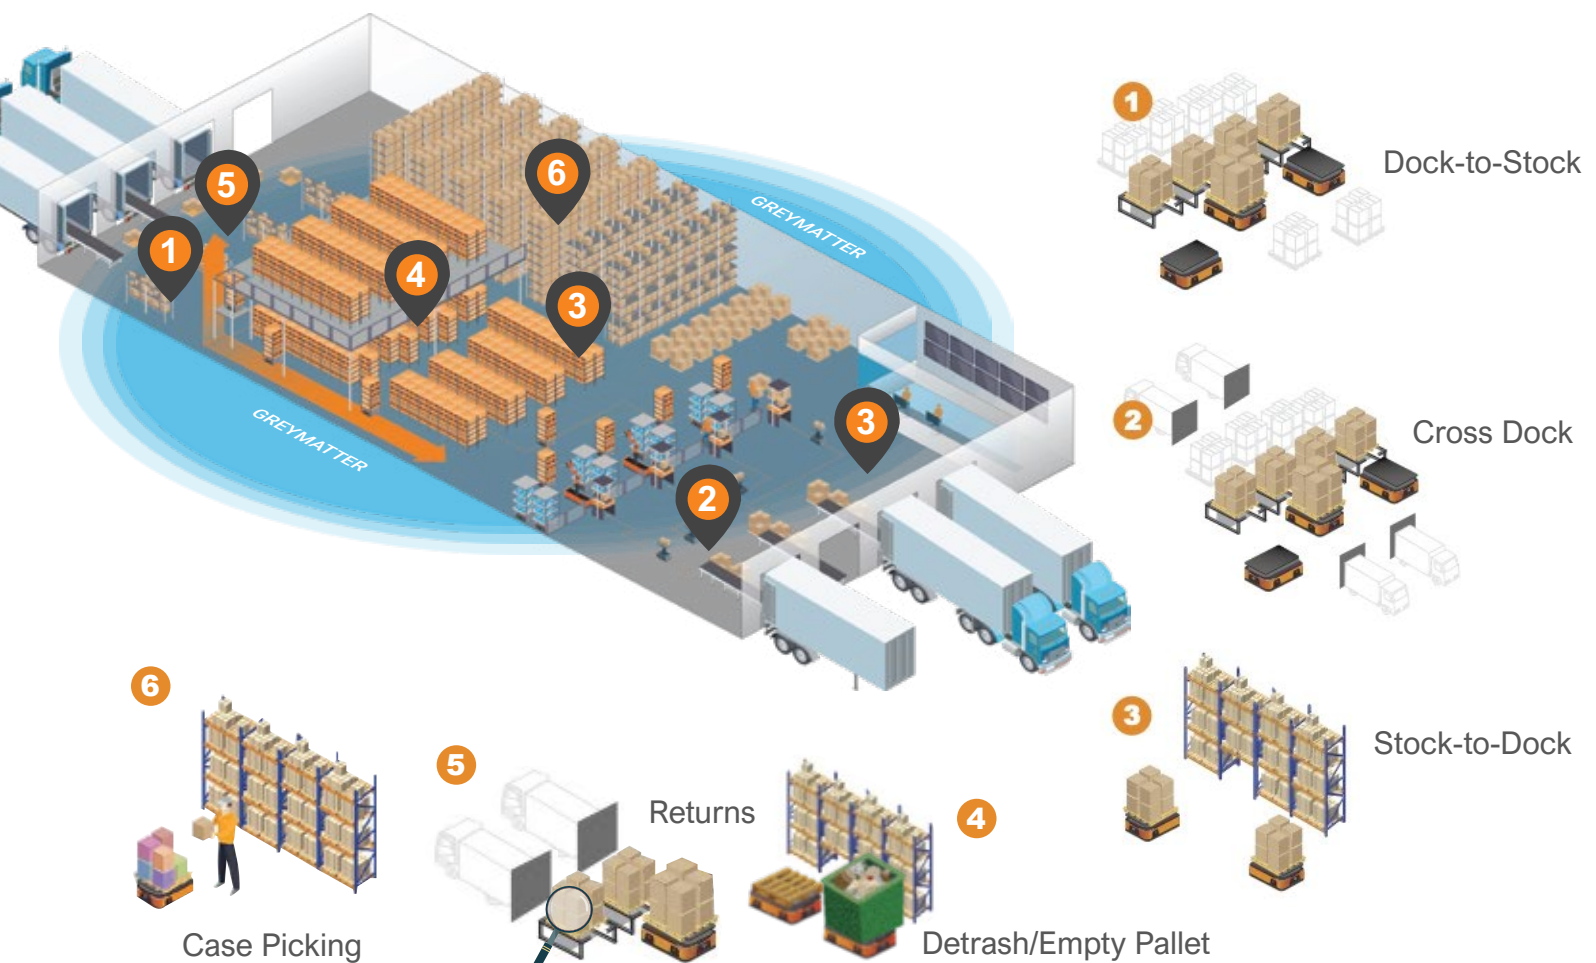 1
Dock-to-Stock
5
6
GREYMATTER
1
4
3
2
Cross Dock
GREYMATTER
3
2
6
3
Stock-to-Dock
5
Returns
4
Case Picking
Detrash/Empty Pallet